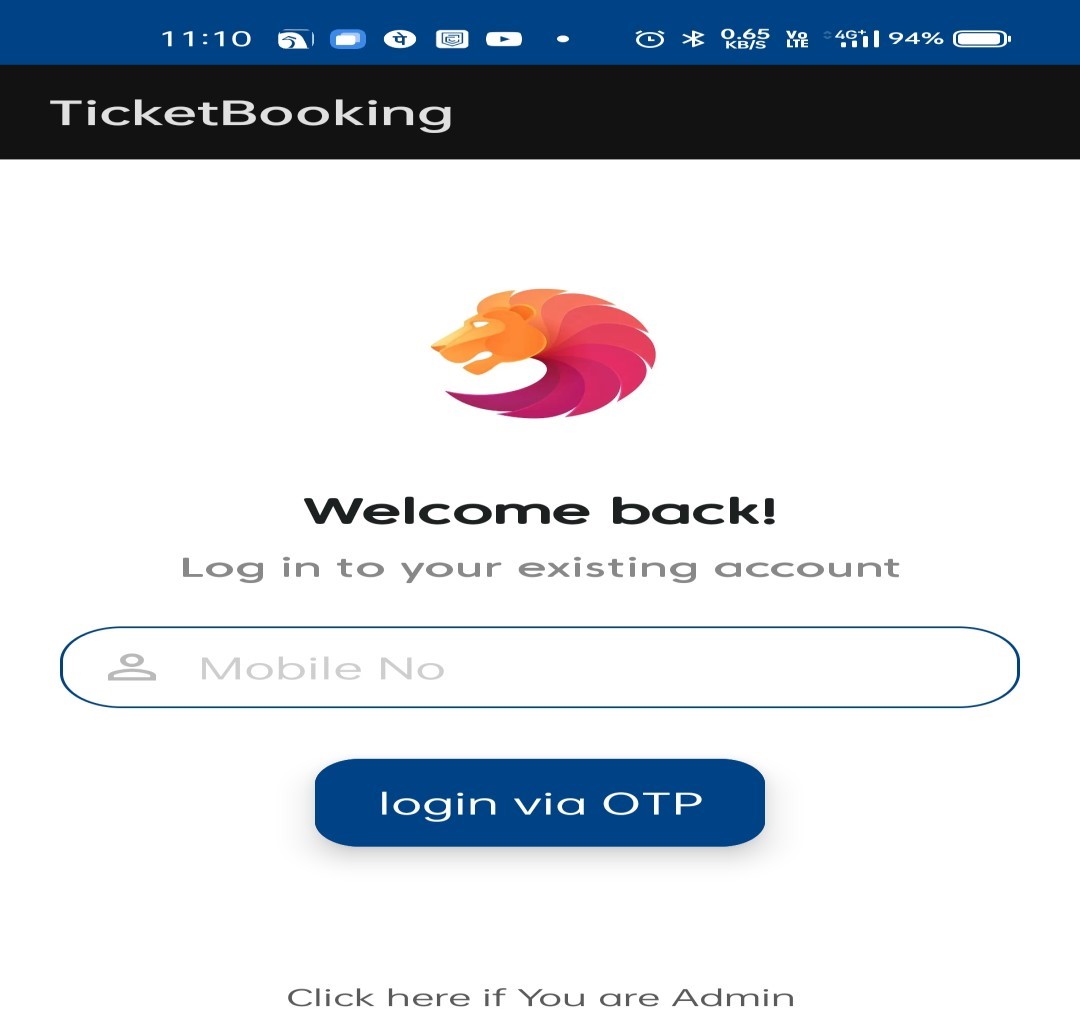 11:10 पे 0.65 KB/S Vo LTE 4G+ 94%
TicketBooking
Welcome back!
Log in to your existing account
Mobile No
login via OTP
Click here if You are Admin